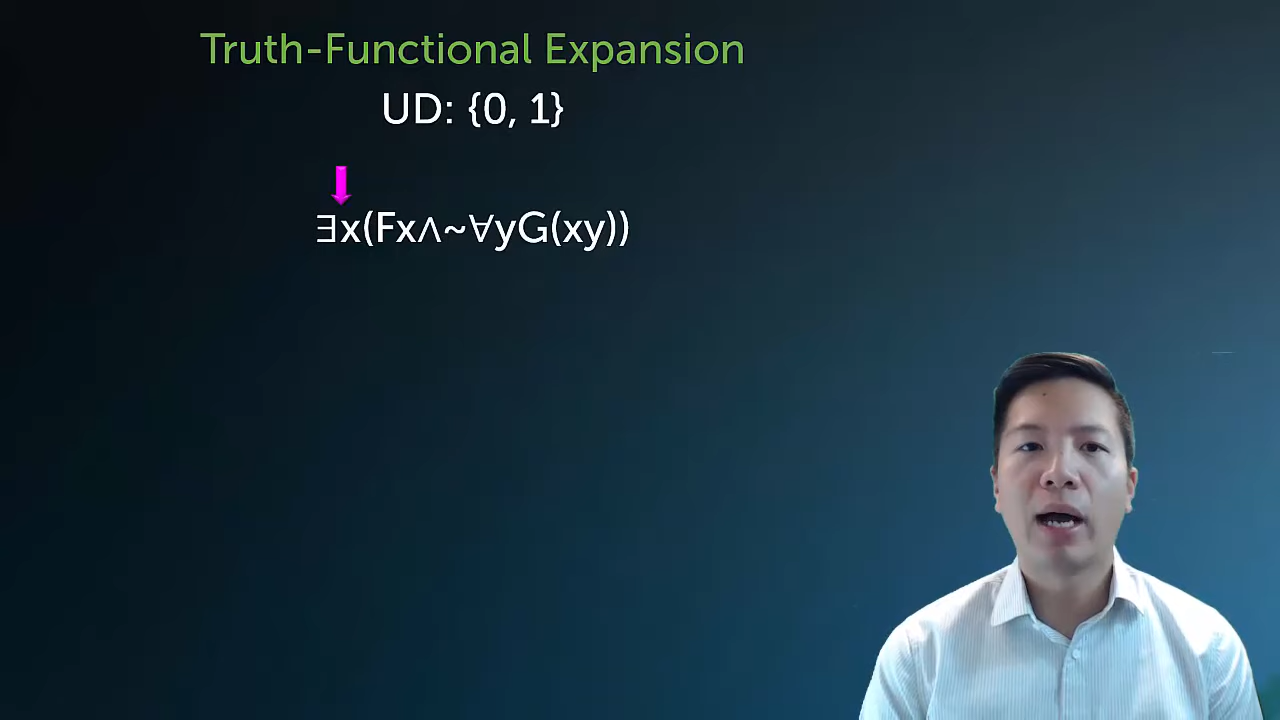 Truth-Functional Expansion
UD: {0, 1}
∃x(Fx∧~∀yG(xy))